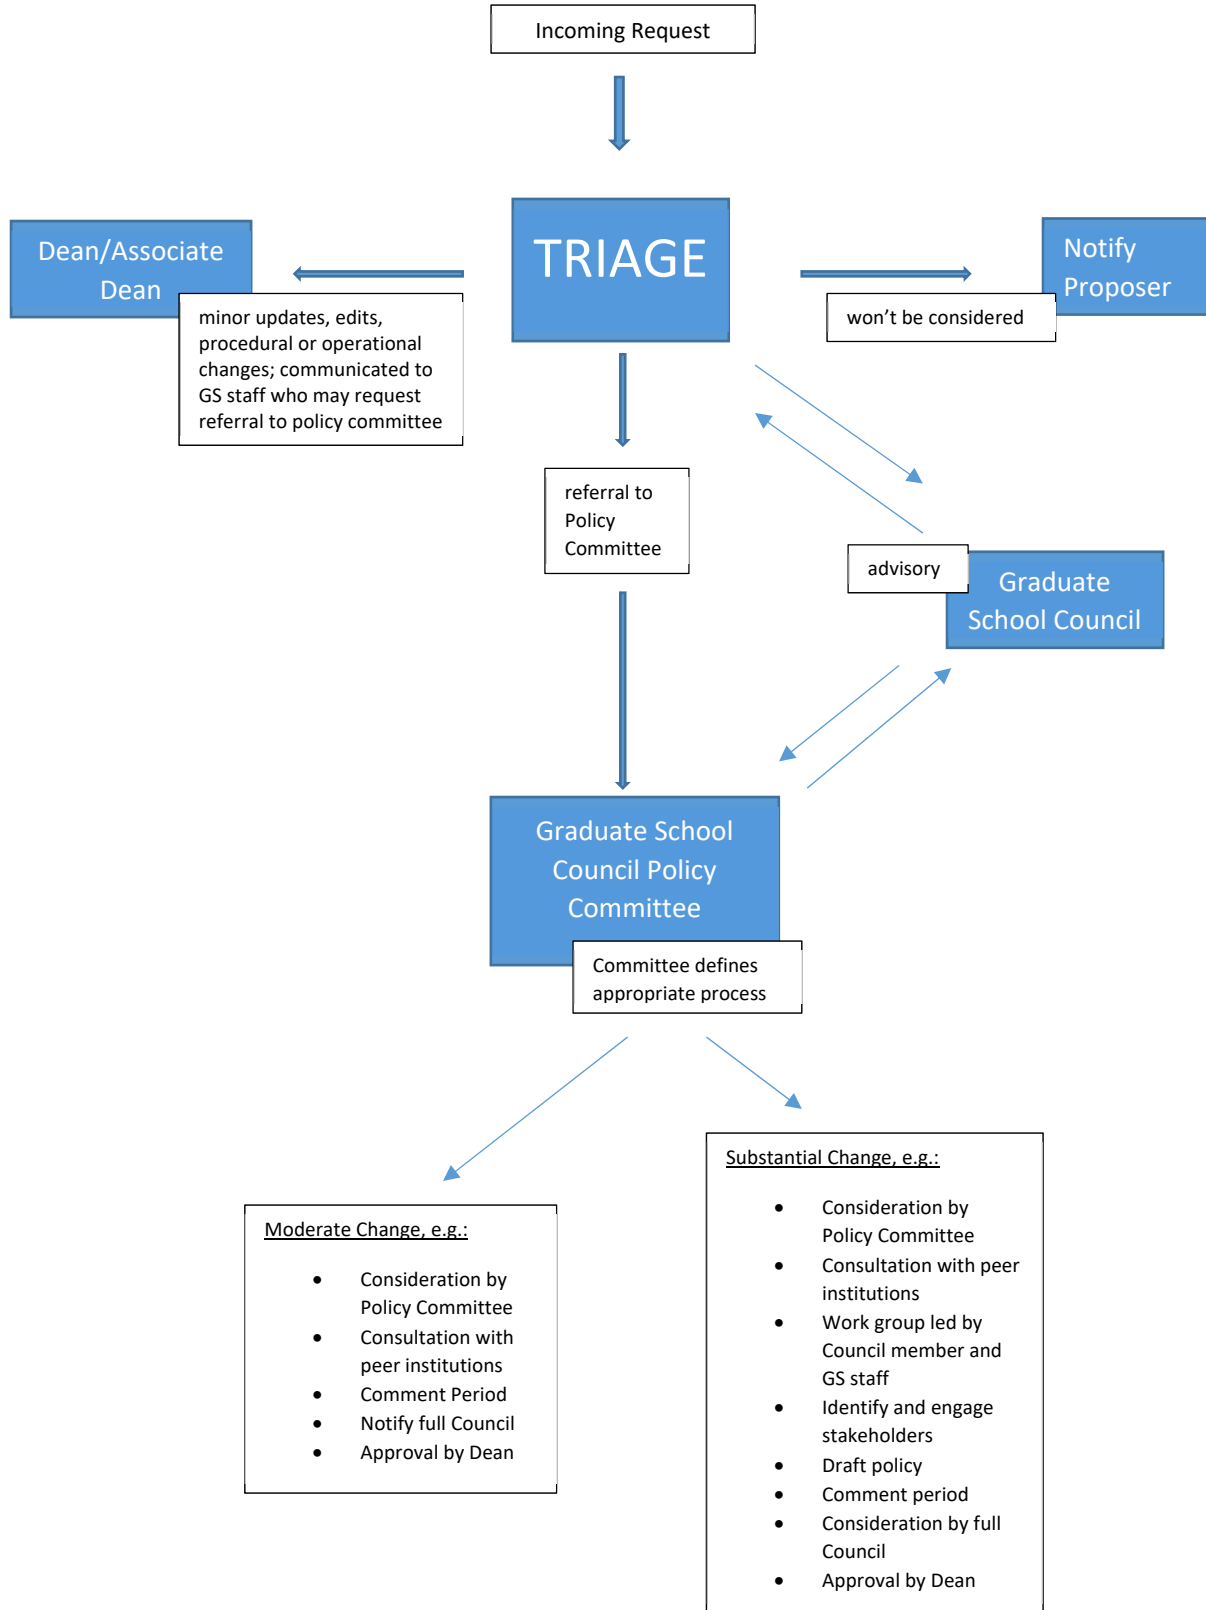 Incoming Request
TRIAGE
Dean/Associate
Dean
minor updates, edits,
procedural or operational
changes; communicated to
GS staff who may request
referral to policy committee
Notify
Proposer
won’t be considered
referral to
Policy
Committee
advisory
Graduate
School Council
Graduate School
Council Policy
Committee
Committee defines
appropriate process
Moderate Change, e.g.:
• Consideration by
Policy Committee
• Consultation with
peer institutions
• Comment Period
• Notify full Council
• Approval by Dean
Substantial Change, e.g.:
• Consideration by
Policy Committee
• Consultation with peer
institutions
• Work group led by
Council member and
GS staff
• Identify and engage
stakeholders
• Draft policy
• Comment period
• Consideration by full
Council
• Approval by Dean